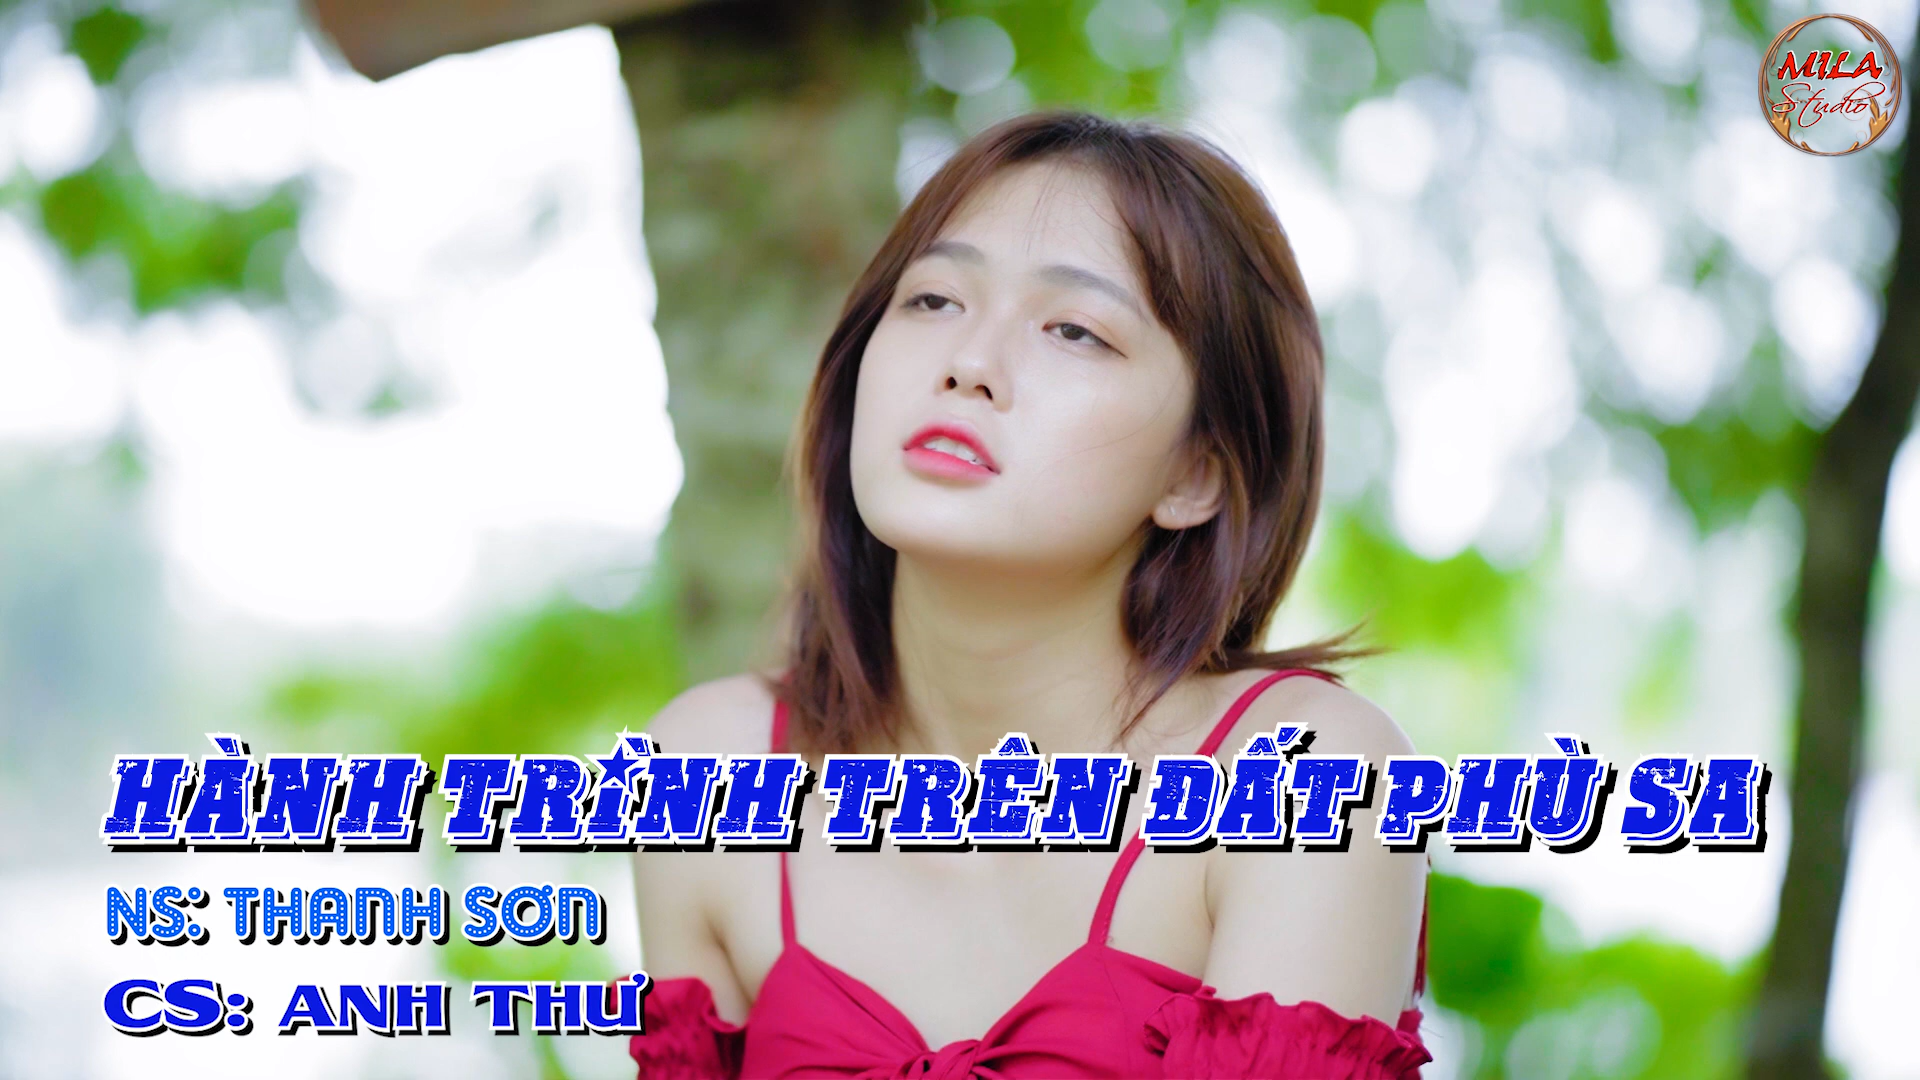 MILA
Studio
HÀNH TRÌNH TRÊN ĐẤT PHÙ SA
NS: THANH SƠN
CS: ANH THƯ